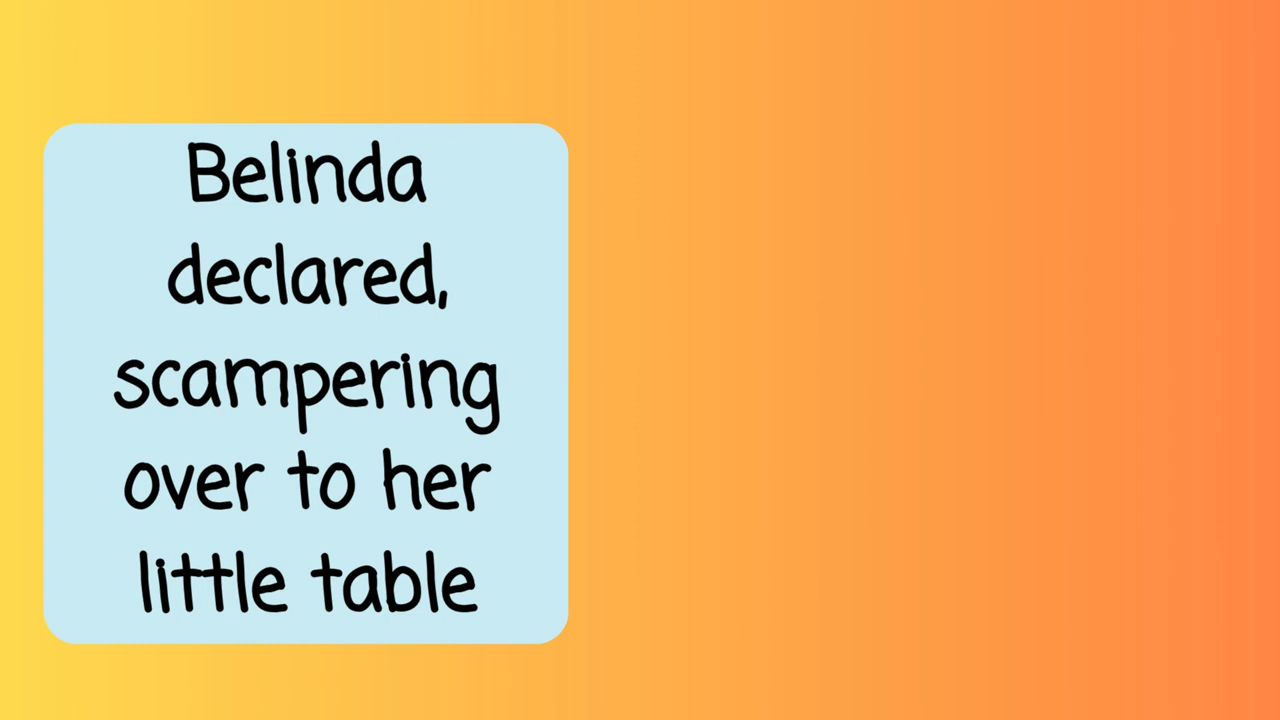 Belinda
declared,
scampering
over to her
little table